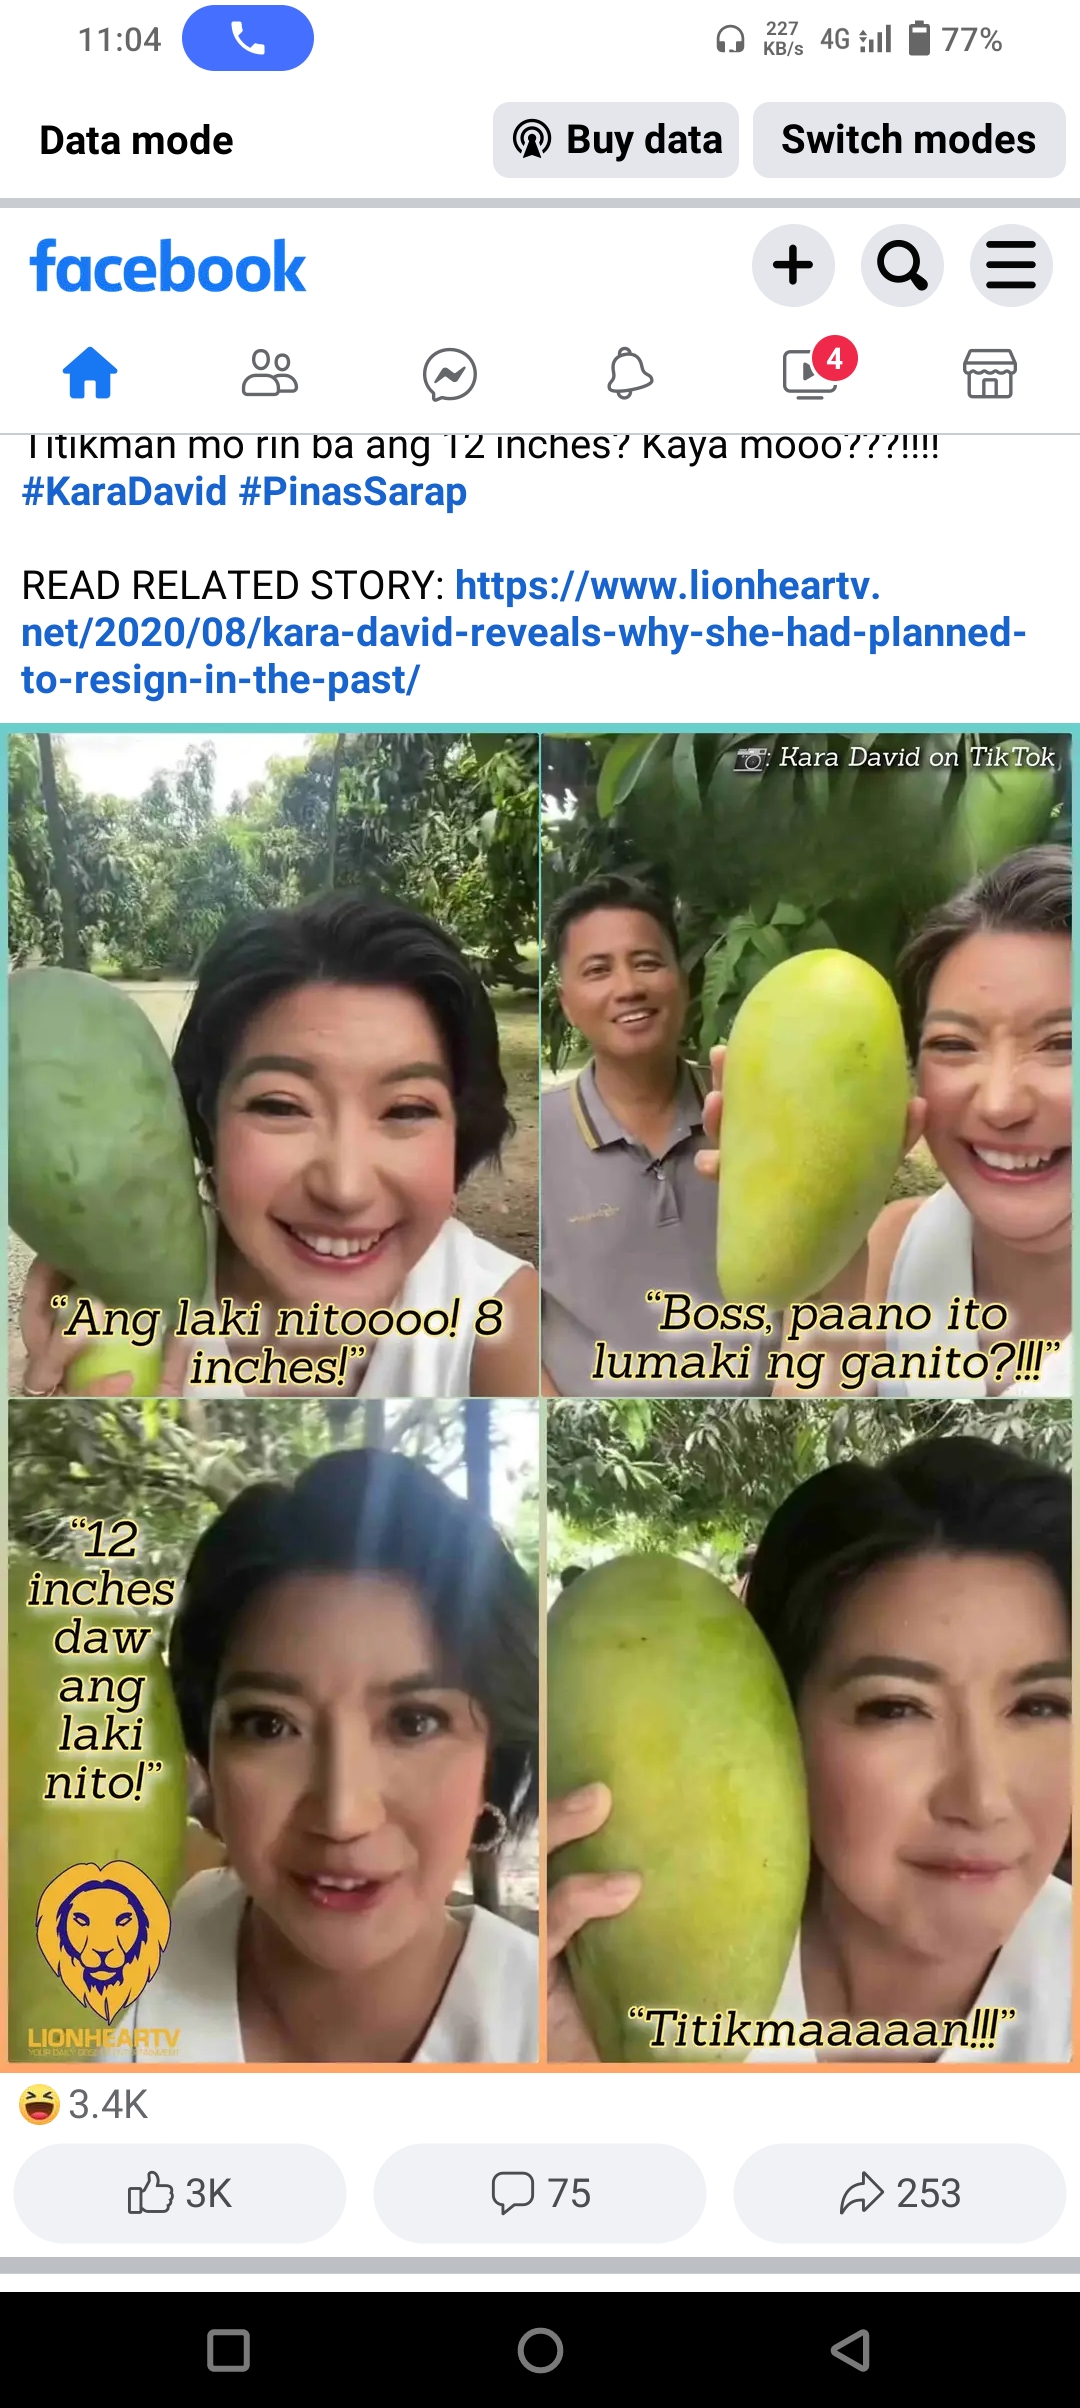 11:04
227
KB/s
4G
77%
Data mode
Buy data
Switch modes
facebook
4
Titikman mo rin ba ang 12 inches? Kaya mooo???!!!!
#KaraDavid #PinasSarap
READ RELATED STORY: https://www.lionheartv.
net/2020/08/kara-david-reveals-why-she-had-planned-
to-resign-in-the-past/
: Kara David on TikTok
“Ang laki nitoooo! 8
inches!”
“Boss, paano ito
lumaki ng ganito?!!!”
“12
inches
daw
ang
laki
nito!”
LIONHEARTV
“Titikmaaaaaan!!!”
3.4K
3K
75
253